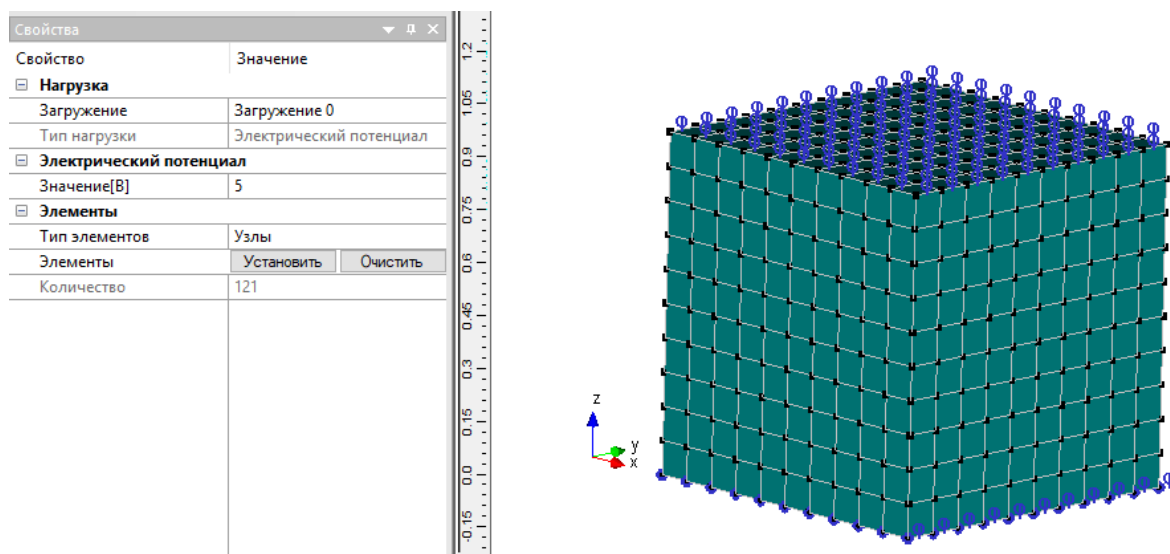 Свойства
Свойство Значение
Нагрузка
Загружение Загружение 0
Тип нагрузки Электрический потенциал
Электрический потенциал
Значение[В] 5
Элементы
Тип элементов Узлы
Элементы Установить Очистить
Количество 121
1.2
1.05
0.9
0.75
0.6
0.45
0.3
0.15
0.0
-0.15
z
y
x